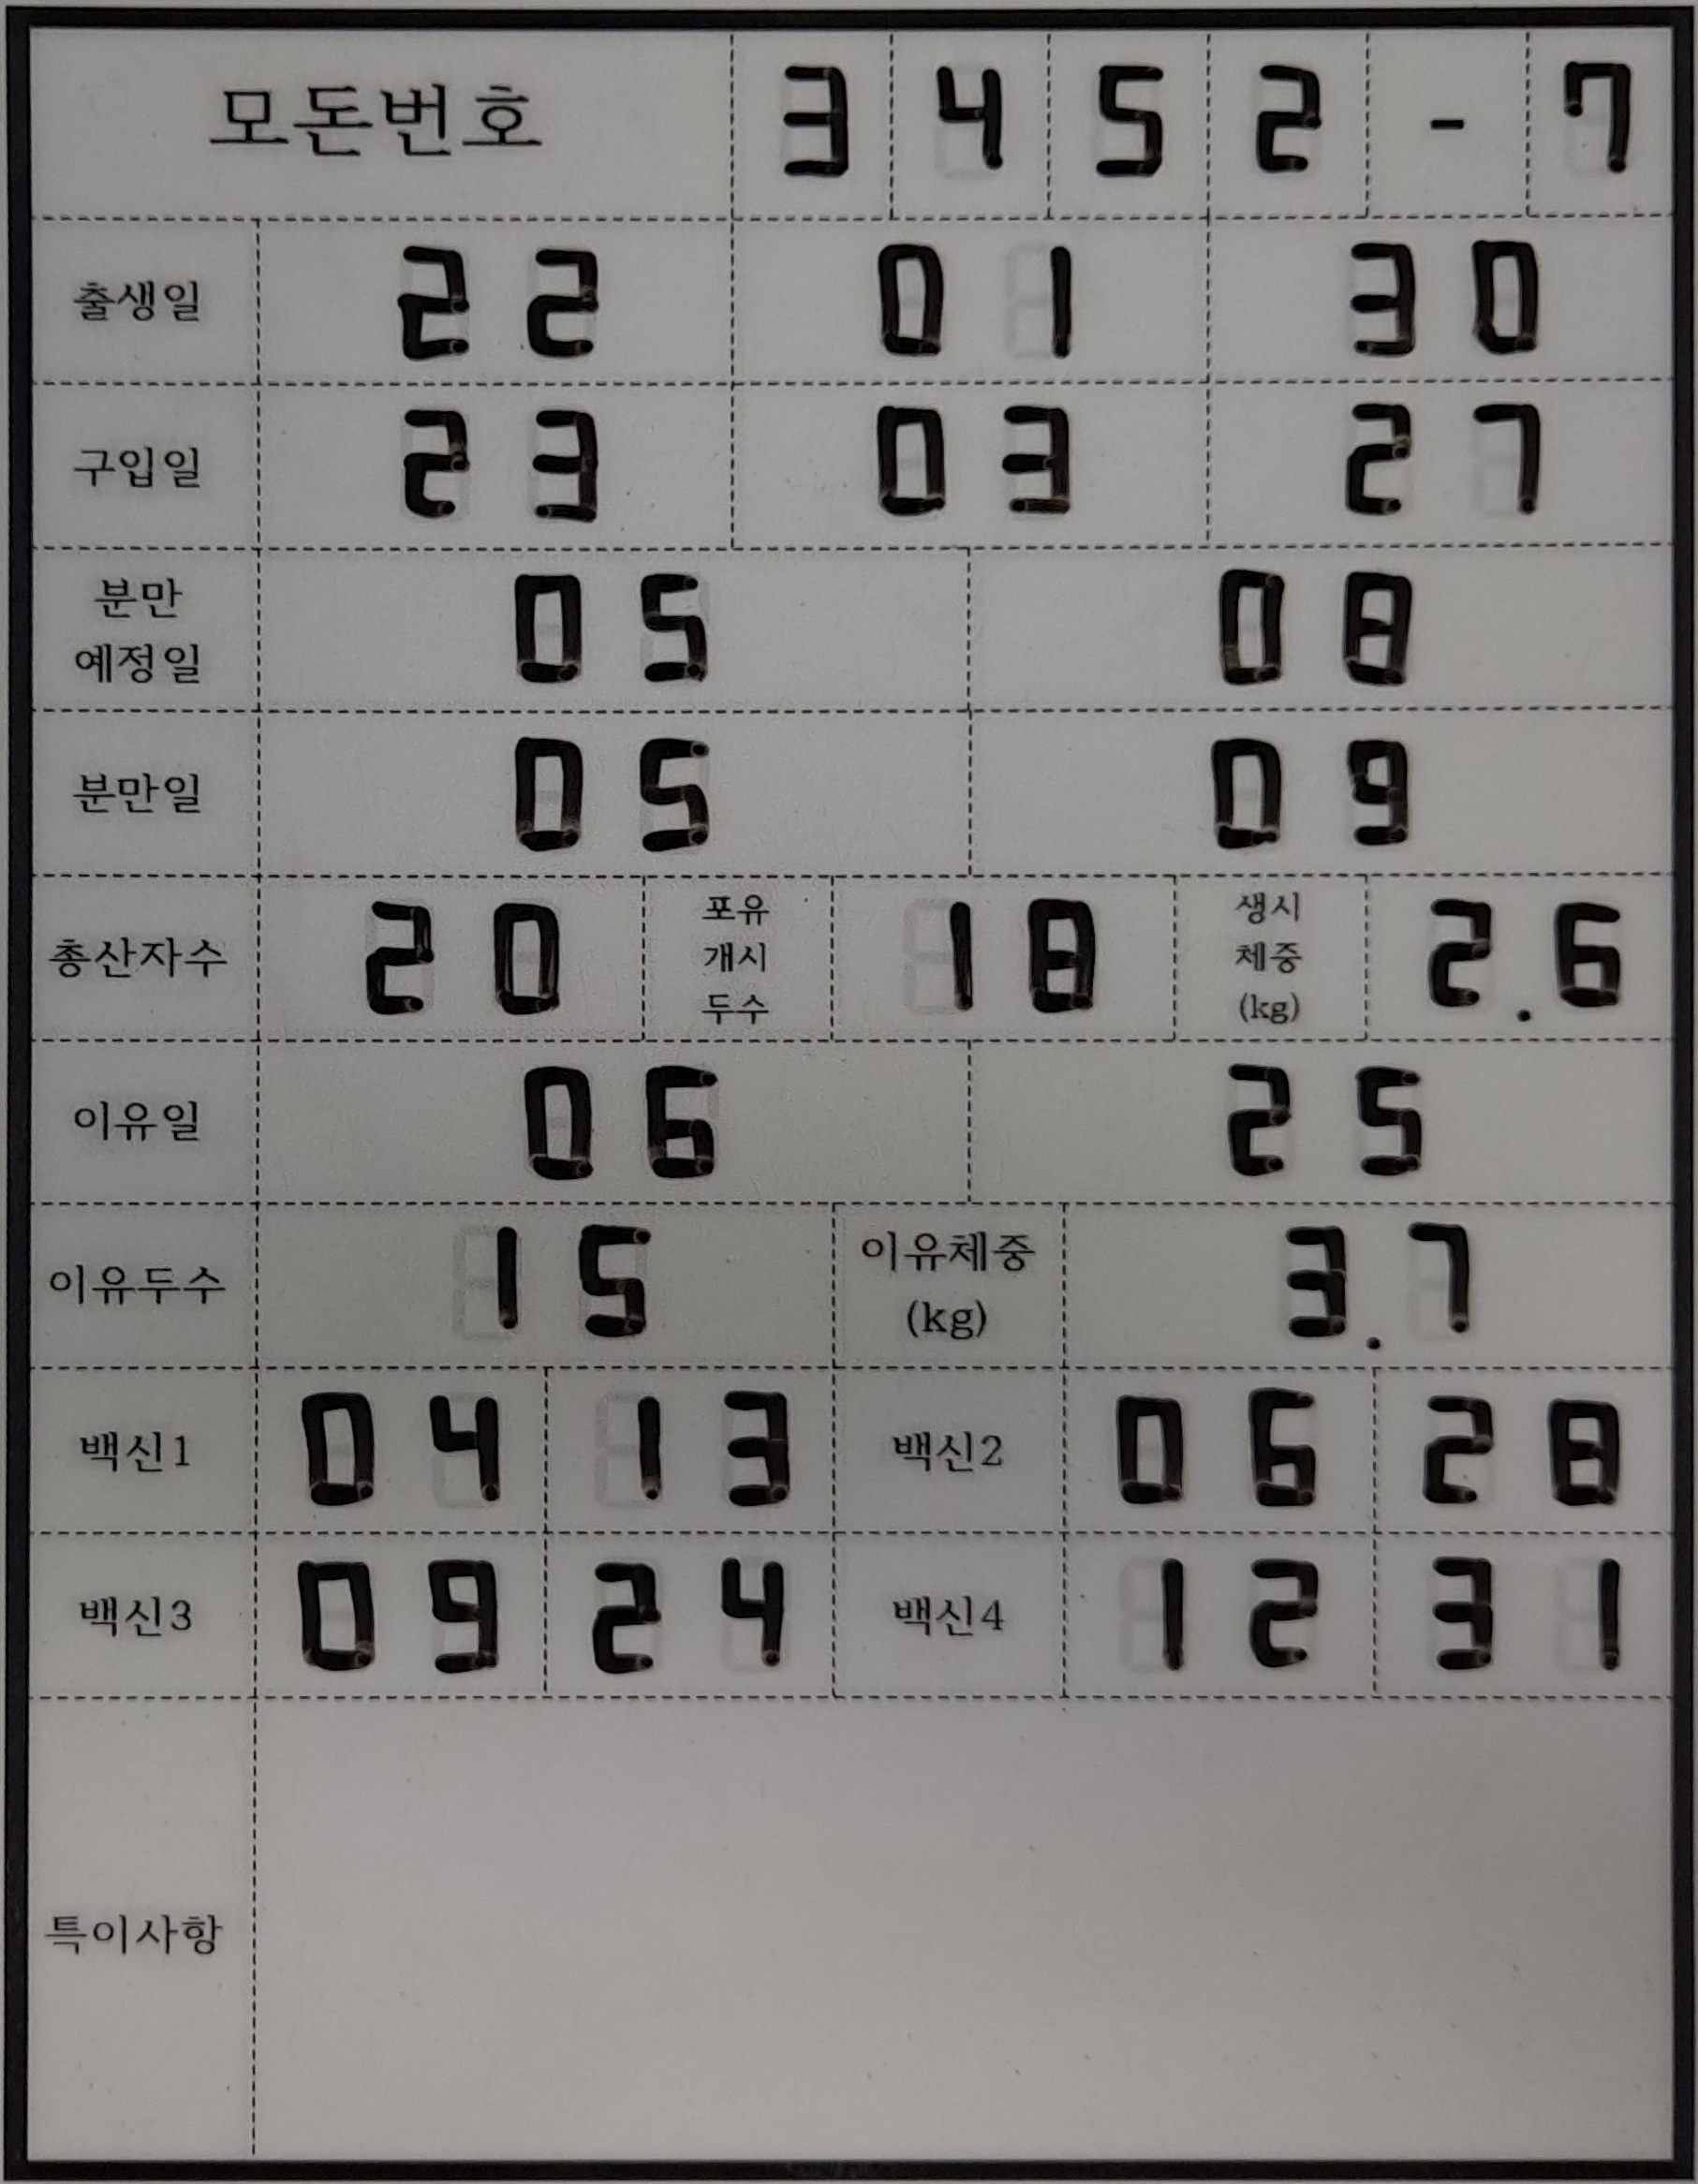 모돈번호 3 4 5 2 - 7
출생일 22 01 30
구입일 23 03 27
분만
예정일 05 08
분만일 05 09
총산자수 20 포유
개시
두수 18 생시
체중
(kg) 2.6
이유일 06 25
이유두수 15 이유체중
(kg) 3.7
백신1 04 13 백신2 06 28
백신3 09 24 백신4 12 31
특이사항